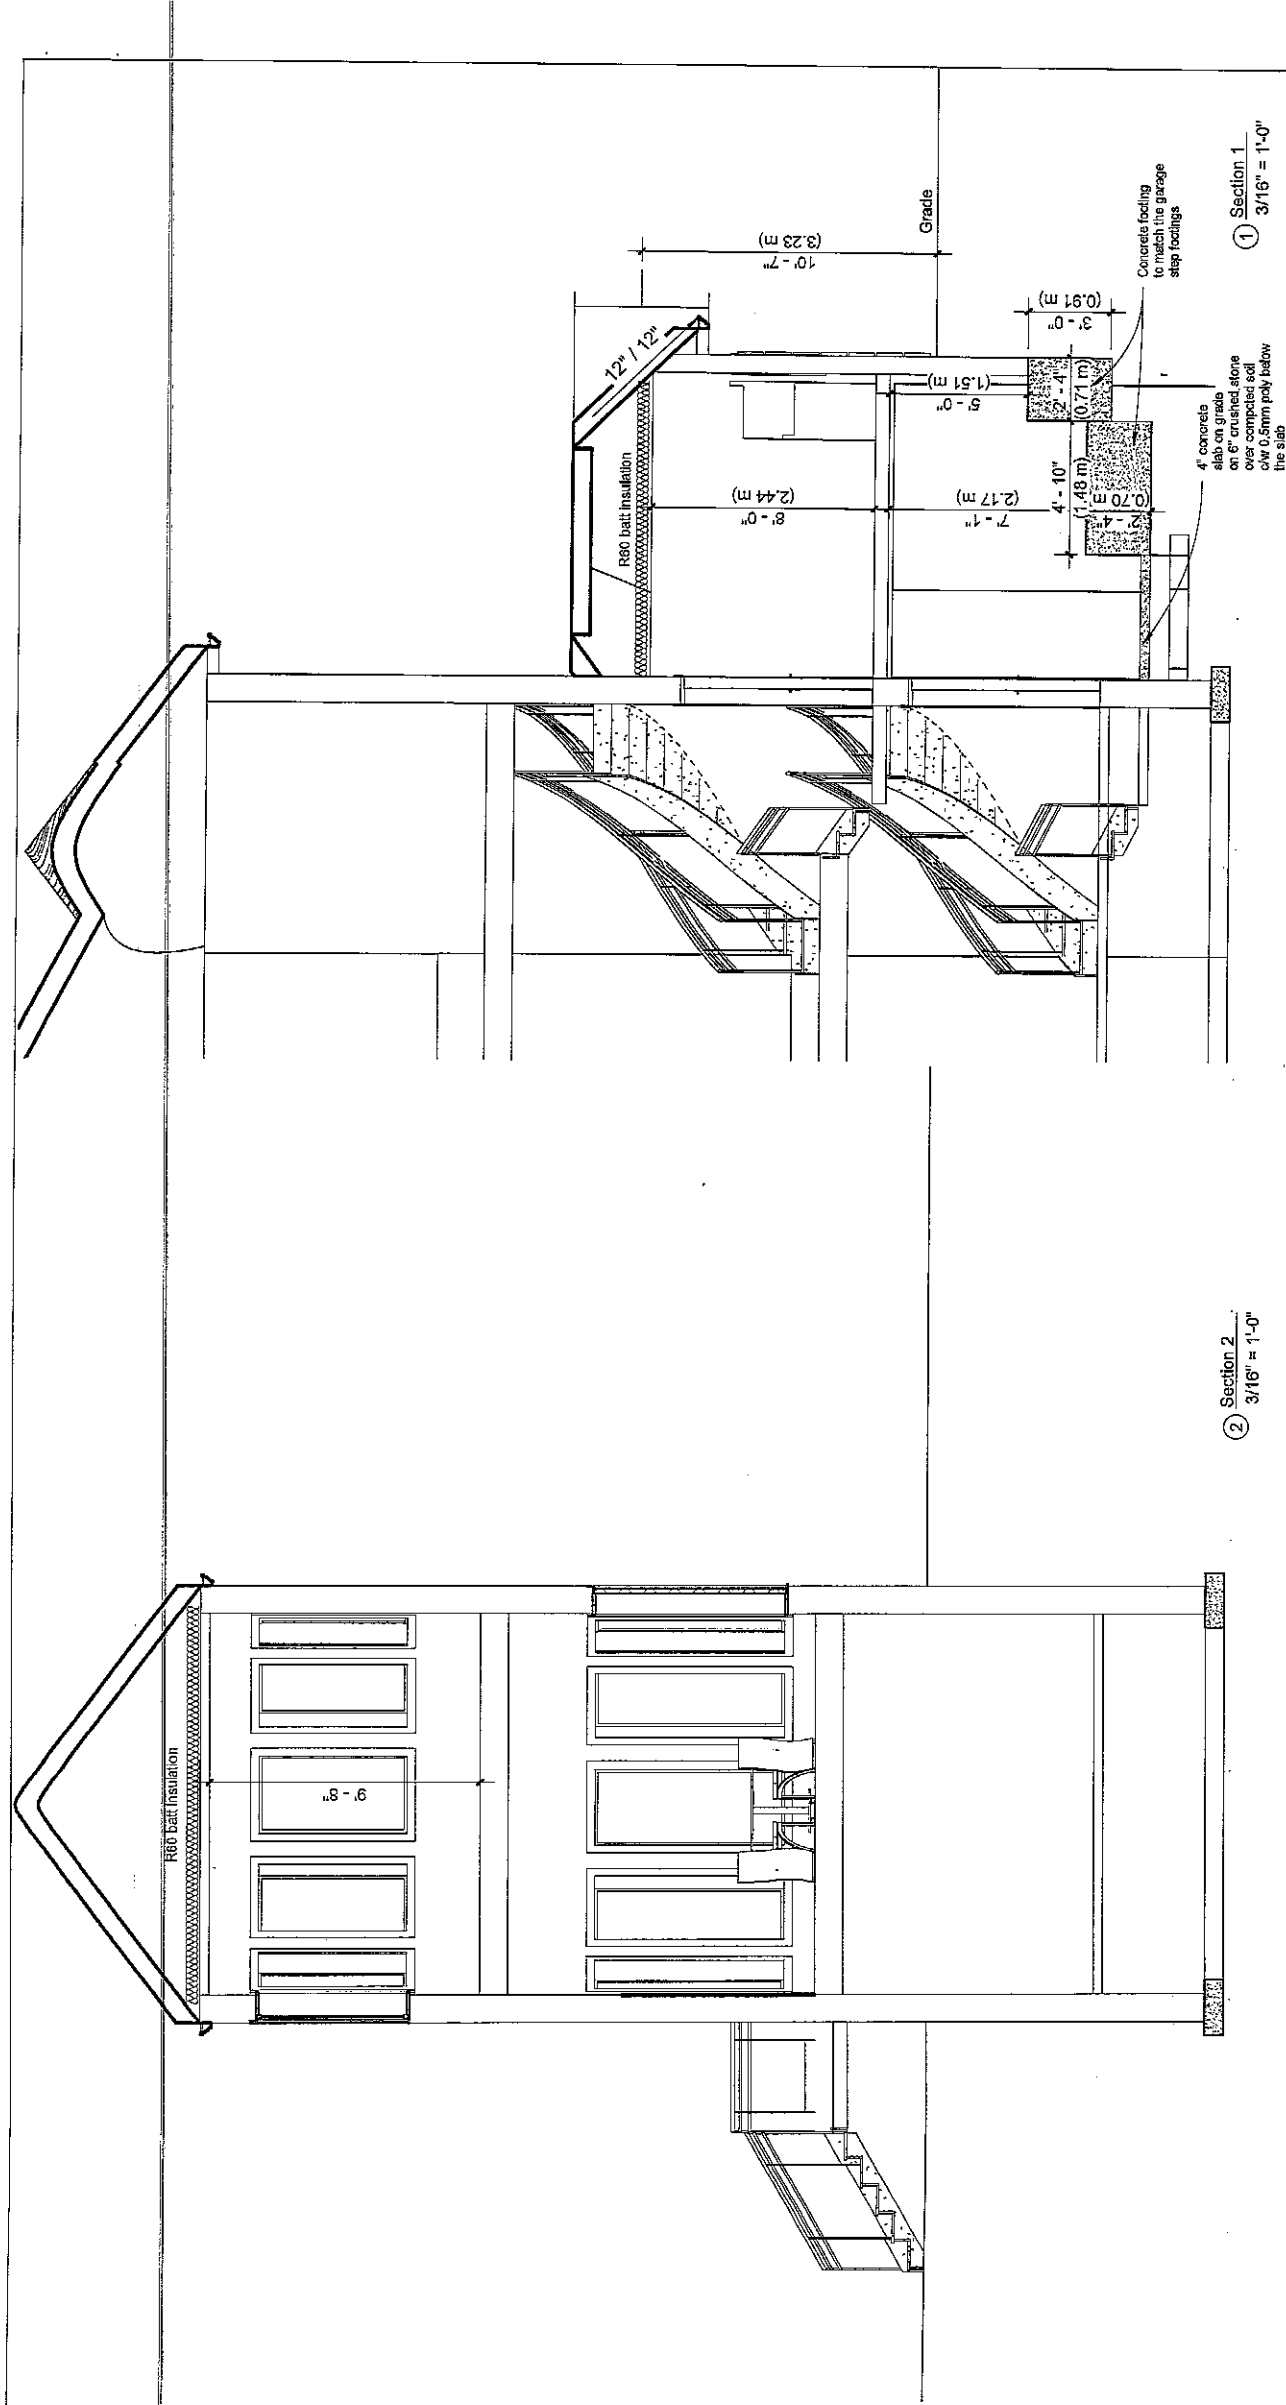 12" / 12"
R60 batt insulation
10' - 7"
(3.23 m)
Grade
8' - 0"
(2.44 m)
5' - 0"
(1.51 m)
7' - 1"
(2.17 m)
3' - 0"
(0.91 m)
2' - 4"
(0.71 m)
4' - 10"
(1.48 m)
2' - 4"
(0.70 m
Concrete footing
to match the garage
step footings
4" concrete
slab on grade
on 6" crushed stone
over compcted soil
c/w 0.5mm poly below
the slab
1 Section 1
3/16" = 1'-0"
R60 batt insulation
9' - 8"
2 Section 2
3/16" = 1'-0"